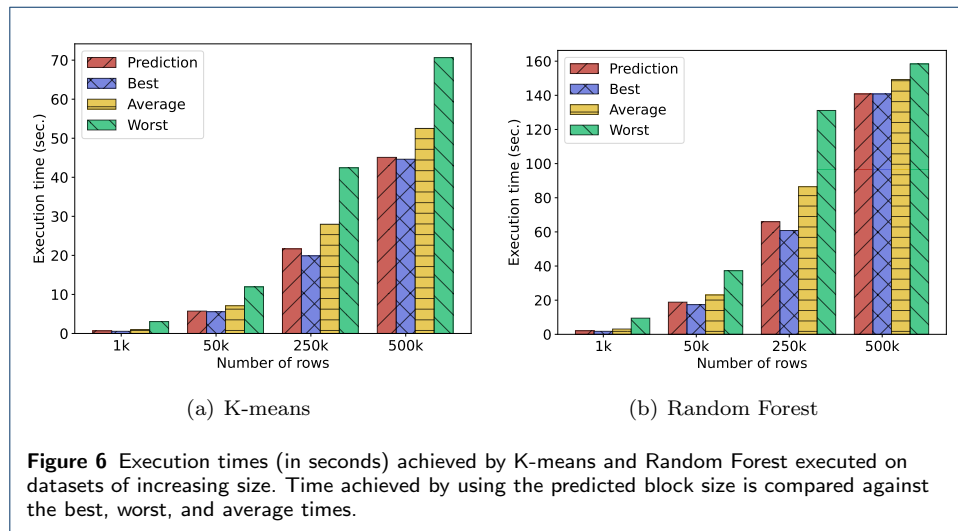 Prediction
Best
Average
Worst
Execution time (sec.)
70
60
50
40
30
20
10
0
1k 50k 250k 500k
Number of rows
(a) K-means
Prediction
Best
Average
Worst
Execution time (sec.)
160
140
120
100
80
60
40
20
0
1k 50k 250k 500k
Number of rows
(b) Random Forest
Figure 6 Execution times (in seconds) achieved by K-means and Random Forest executed on
datasets of increasing size. Time achieved by using the predicted block size is compared against
the best, worst, and average times.